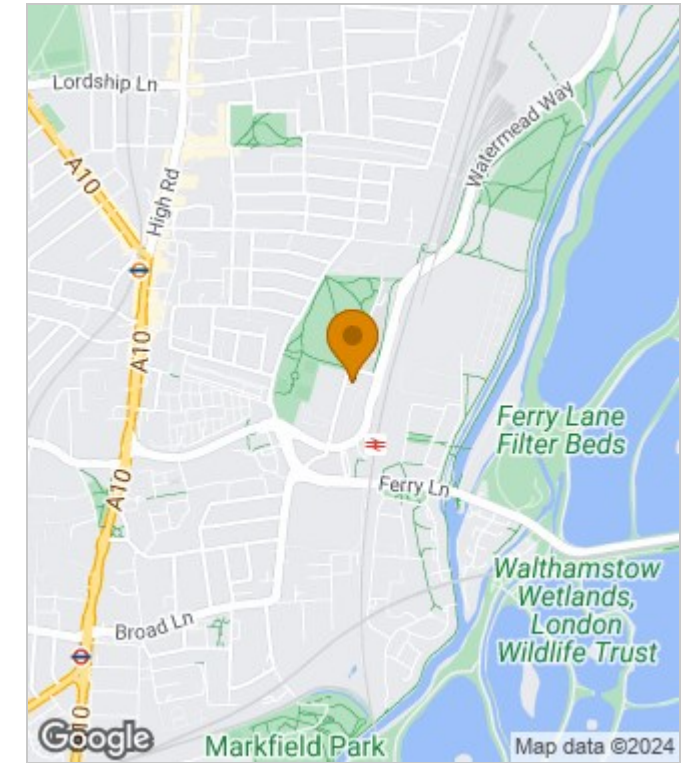 Lordship Ln
Watermead Way
A10
High Rd
A10
Ferry Lane
Filter Beds
A10
Ferry Ln
Walthamstow
Wetlands,
London
Wildlife Trust
Broad Ln
A10
Google
Markfield Park
Map data ©2024